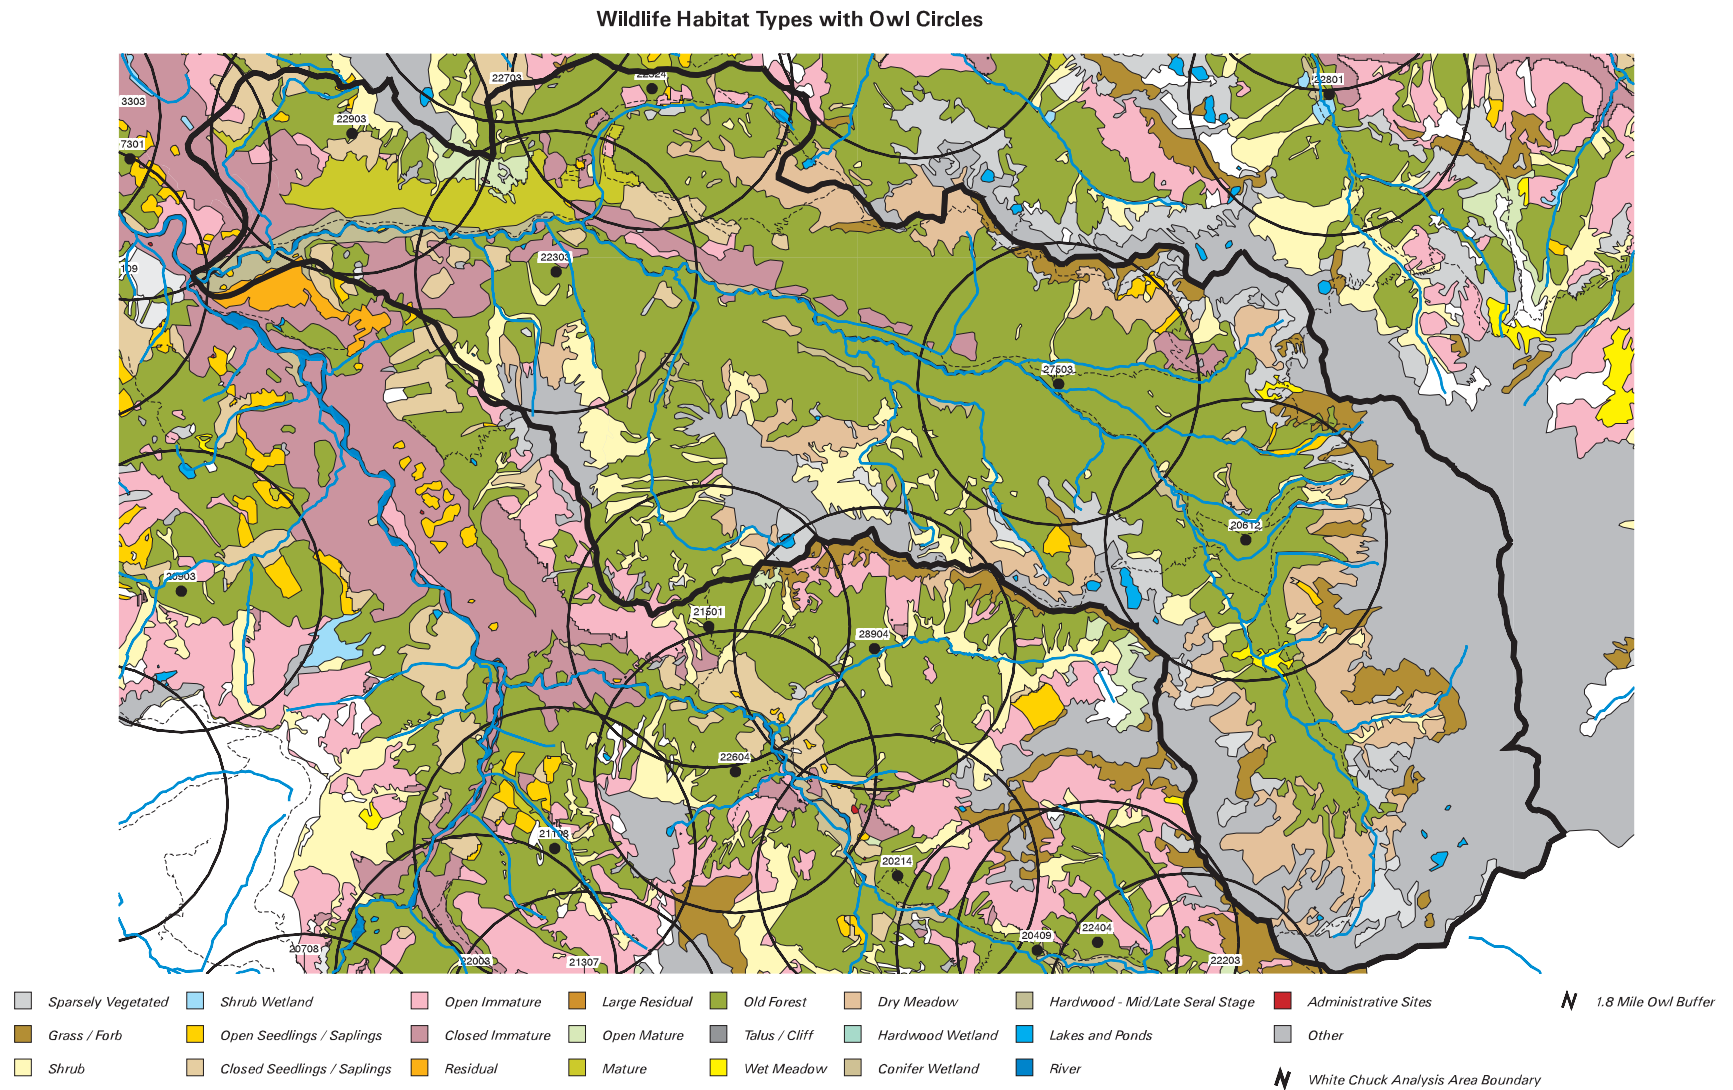 Wildlife Habitat Types with Owl Circles
22703
22801
3303
22903
7301
22303
109
27503
20612
20903
21501
28904
22604
21108
20214
22404
20409
20708
22003
21307
22203
Sparsely Vegetated
Shrub Wetland
Open Immature
Large Residual
Old Forest
Dry Meadow
Hardwood - Mid/Late Seral Stage
Administrative Sites
1.8 Mile Owl Buffer
Grass / Forb
Open Seedlings / Saplings
Closed Immature
Open Mature
Talus / Cliff
Hardwood Wetland
Lakes and Ponds
Other
Shrub
Closed Seedlings / Saplings
Residual
Mature
Wet Meadow
Conifer Wetland
River
White Chuck Analysis Area Boundary